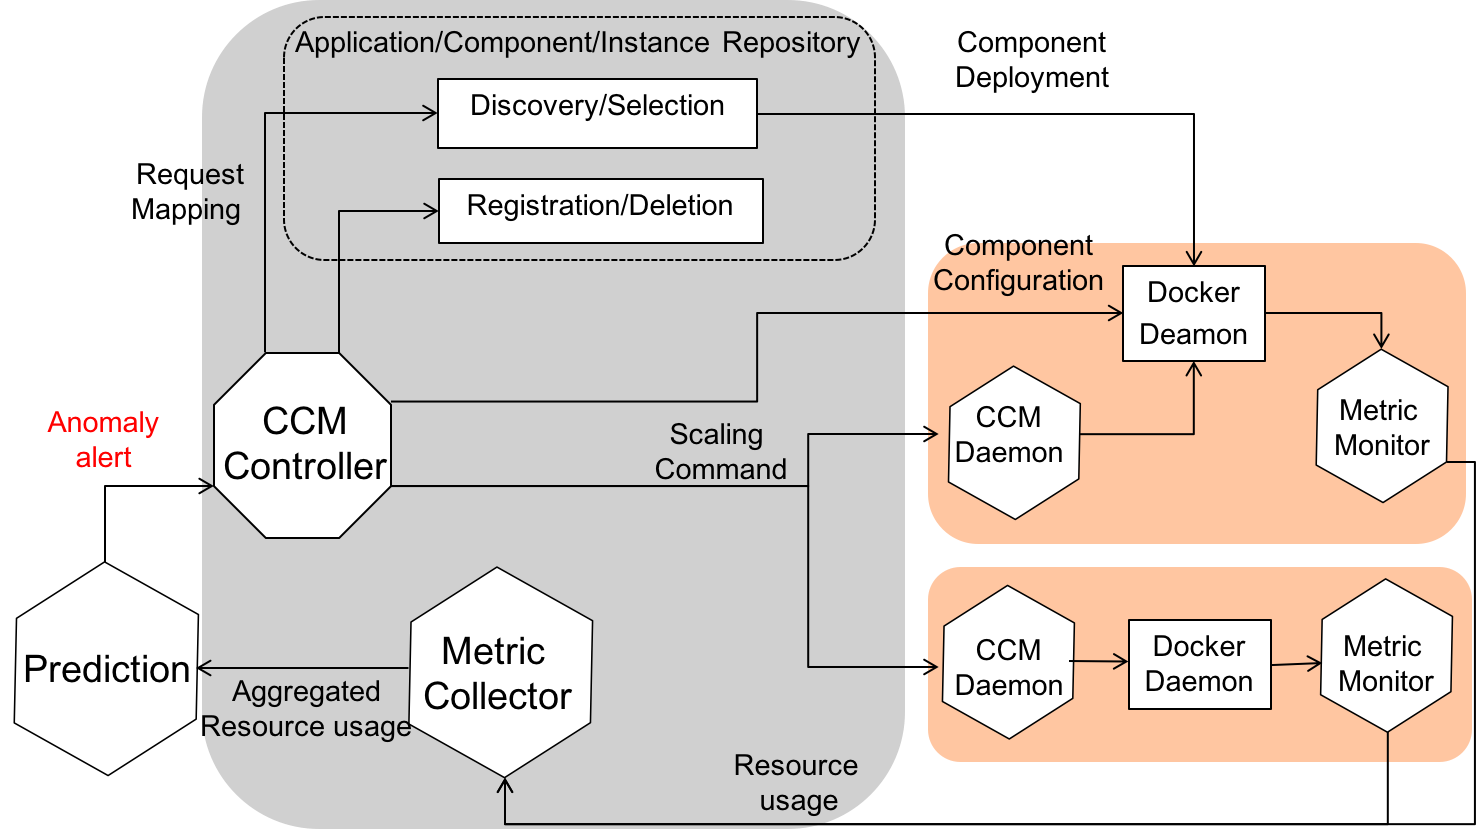 Application/Component/Instance Repository
Component
Deployment
Discovery/Selection
Request
Mapping
Registration/Deletion
Component
Configuration
Docker
Deamon
CCM
Controller
Anomaly
alert
Scaling
Command
CCM
Daemon
Metric
Monitor
Prediction
Aggregated
Resource usage
Metric
Collector
CCM
Daemon
Docker
Daemon
Metric
Monitor
Resource
usage